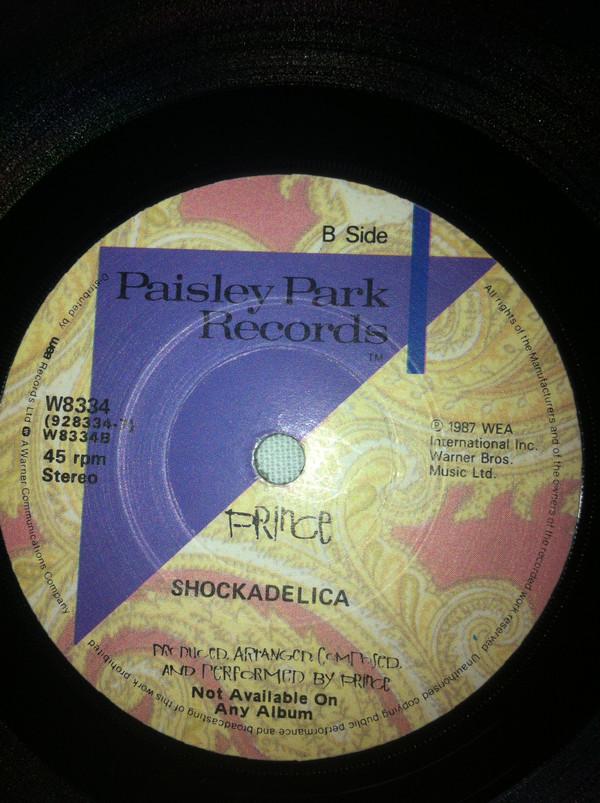 B Side
Paisley Park
Records
TM
W8334
(928334-7)
W8334B
45 rpm
Stereo
℗ 1987 WEA
International Inc.
Warner Bros.
Music Ltd.
PRINCE
SHOCKADELICA
PRODUCED, ARRANGED, COMPOSED,
AND PERFORMED BY PRINCE
Not Available On
Any Album
All rights of the Manufacturers and of the owners of the recorded work reserved Unauthorised copying public performance and broadcasting of this work prohibited
Distributed by Records Ltd A Warner Communications Company